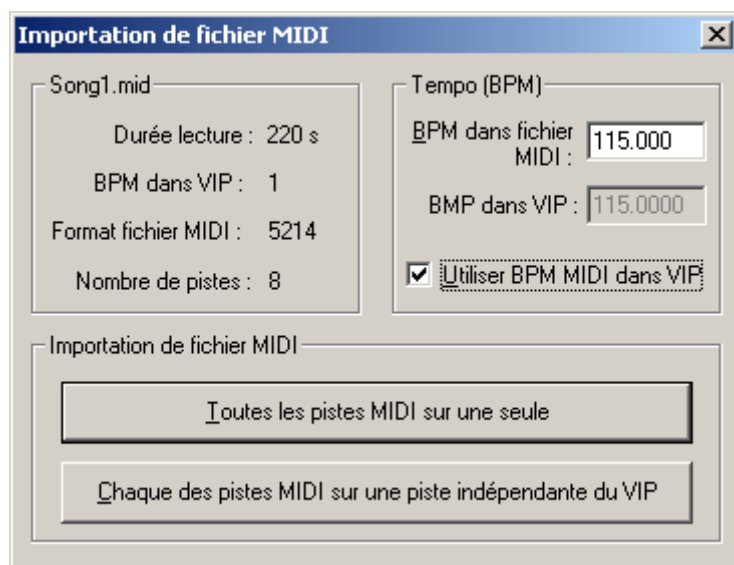 Importation de fichier MIDI
Song1.mid
Durée lecture : 220 s
BPM dans VIP : 1
Format fichier MIDI : 5214
Nombre de pistes : 8
Tempo (BPM)
BPM dans fichier
MIDI : 115.000
BMP dans VIP : 115.0000
Utiliser BPM MIDI dans VIP
Importation de fichier MIDI
Toutes les pistes MIDI sur une seule
Chaque des pistes MIDI sur une piste indépendante du VIP